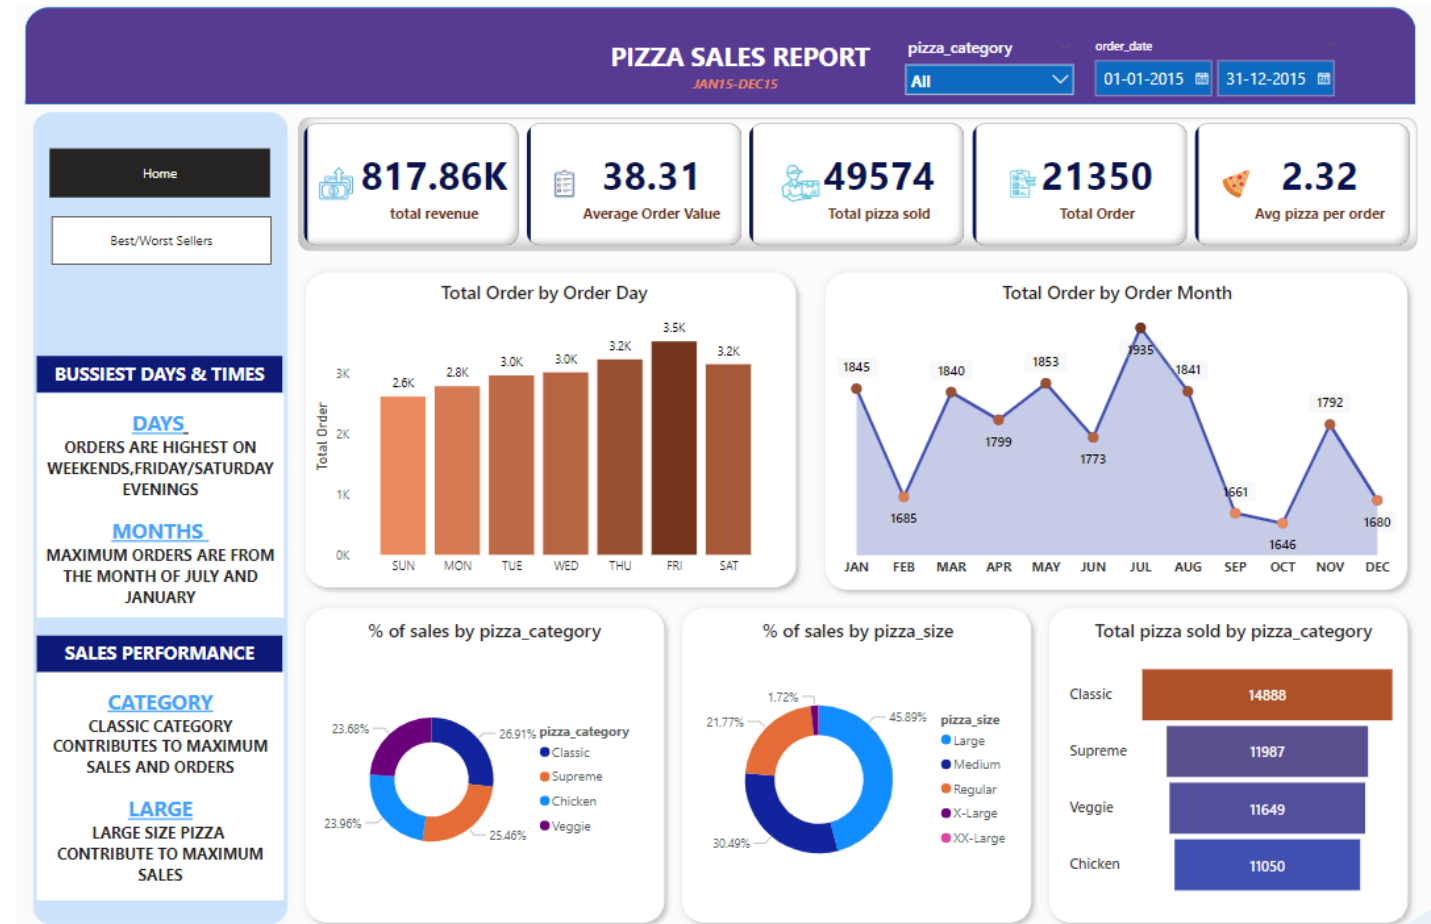 PIZZA SALES REPORT
JAN15-DEC15
pizza_category
All
order_date
01-01-2015
31-12-2015
Home
Best/Worst Sellers
817.86K
total revenue
38.31
Average Order Value
49574
Total pizza sold
21350
Total Order
2.32
Avg pizza per order
BUSSIEST DAYS & TIMES
DAYS
ORDERS ARE HIGHEST ON
WEEKENDS,FRIDAY/SATURDAY
EVENINGS
MONTHS
MAXIMUM ORDERS ARE FROM
THE MONTH OF JULY AND
JANUARY
SALES PERFORMANCE
CATEGORY
CLASSIC CATEGORY
CONTRIBUTES TO MAXIMUM
SALES AND ORDERS
LARGE
LARGE SIZE PIZZA
CONTRIBUTE TO MAXIMUM
SALES
Total Order by Order Day
Total Order
3K
2K
1K
0K
2.6K
2.8K
3.0K
3.0K
3.2K
3.5K
3.2K
SUN MON TUE WED THU FRI SAT
Total Order by Order Month
1845
1685
1840
1799
1853
1773
1935
1841
1661
1646
1792
1680
JAN FEB MAR APR MAY JUN JUL AUG SEP OCT NOV DEC
% of sales by pizza_category
23.68%
26.91%
23.96%
25.46%
pizza_category
Classic
Supreme
Chicken
Veggie
% of sales by pizza_size
1.72%
21.77%
45.89%
30.49%
pizza_size
Large
Medium
Regular
X-Large
XX-Large
Total pizza sold by pizza_category
Classic 14888
Supreme 11987
Veggie 11649
Chicken 11050